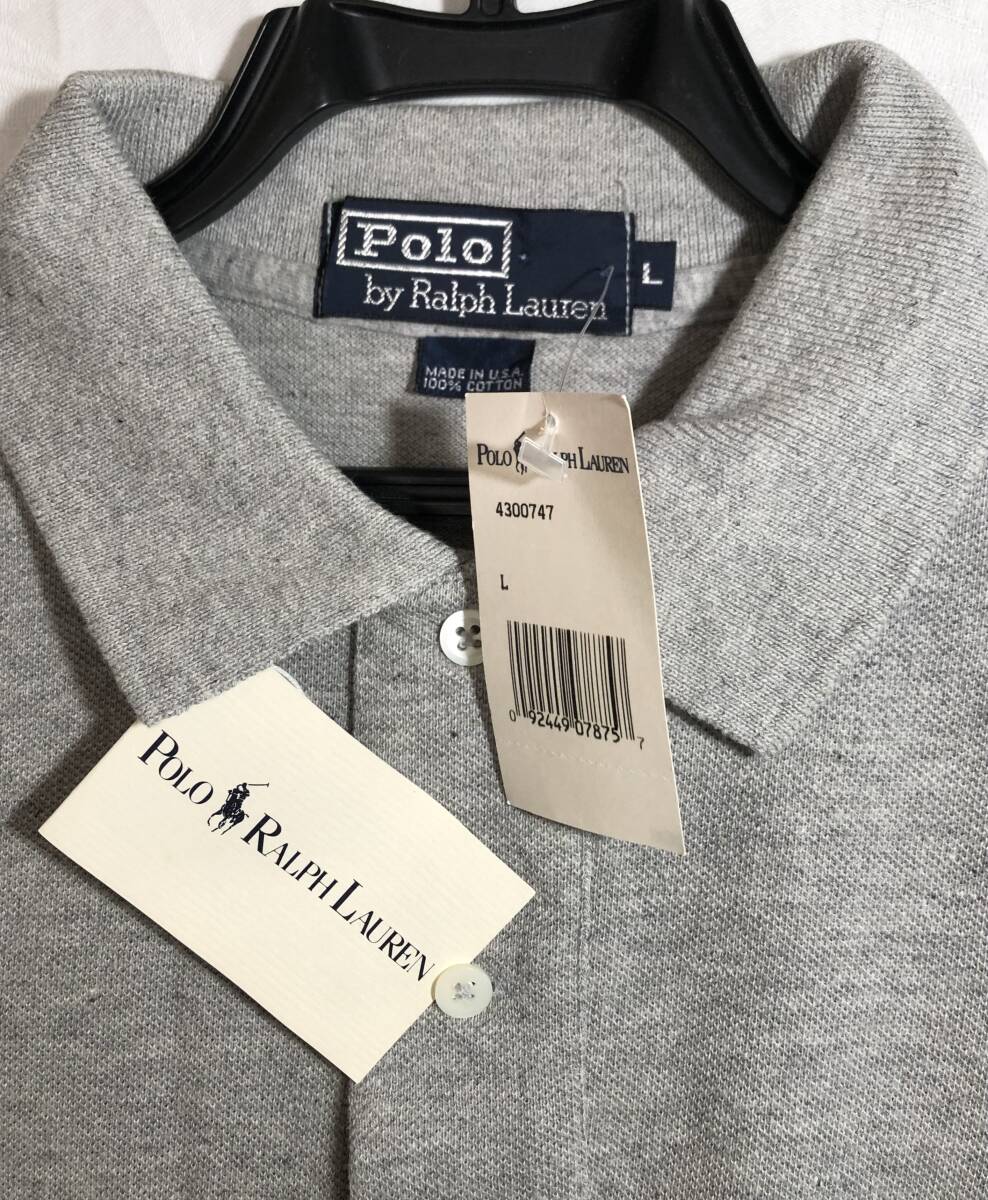 Polo
by Ralph Lauren
L
MADE IN U.S.A.
100% COTTON
POLO RALPH LAUREN
4300747
L
0 92449 07875 7
POLO RALPH LAUREN